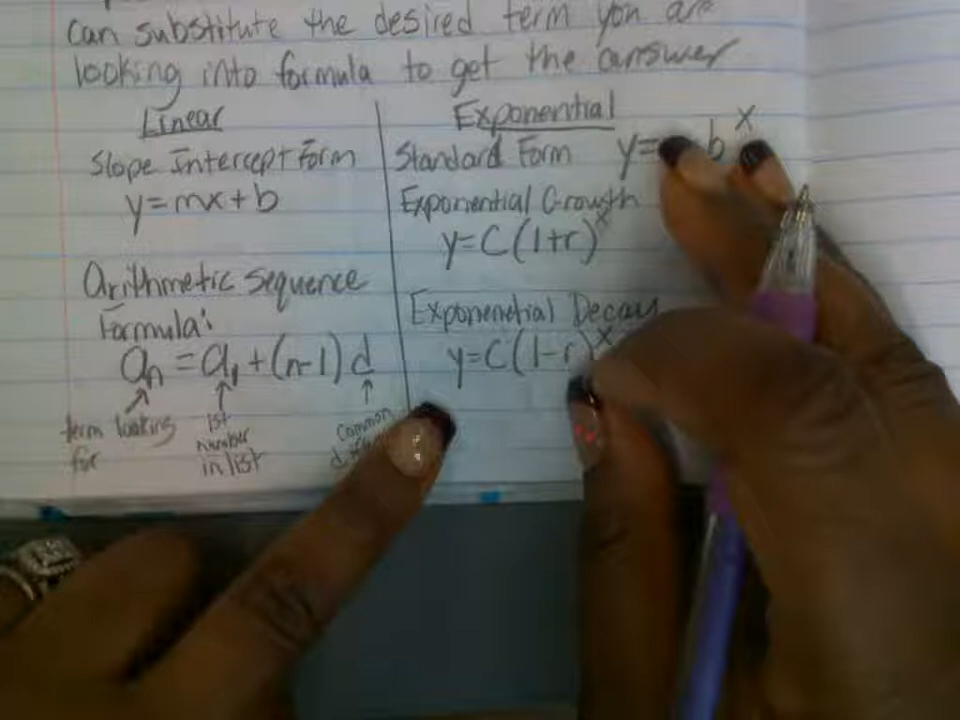 can substitute the desired term you are
looking into formula to get the answer
Linear
Slope Intercept Form
y=mx+b
Arithmetic Sequence
Formula:
an = a1 + (n-1)d
term looking
for
1st
number
in list
common
Exponential
Standard Form y= b^x
Exponential Growth
y=C(1+r)^x
Exponenetial Decay
y=C(1-r)^x